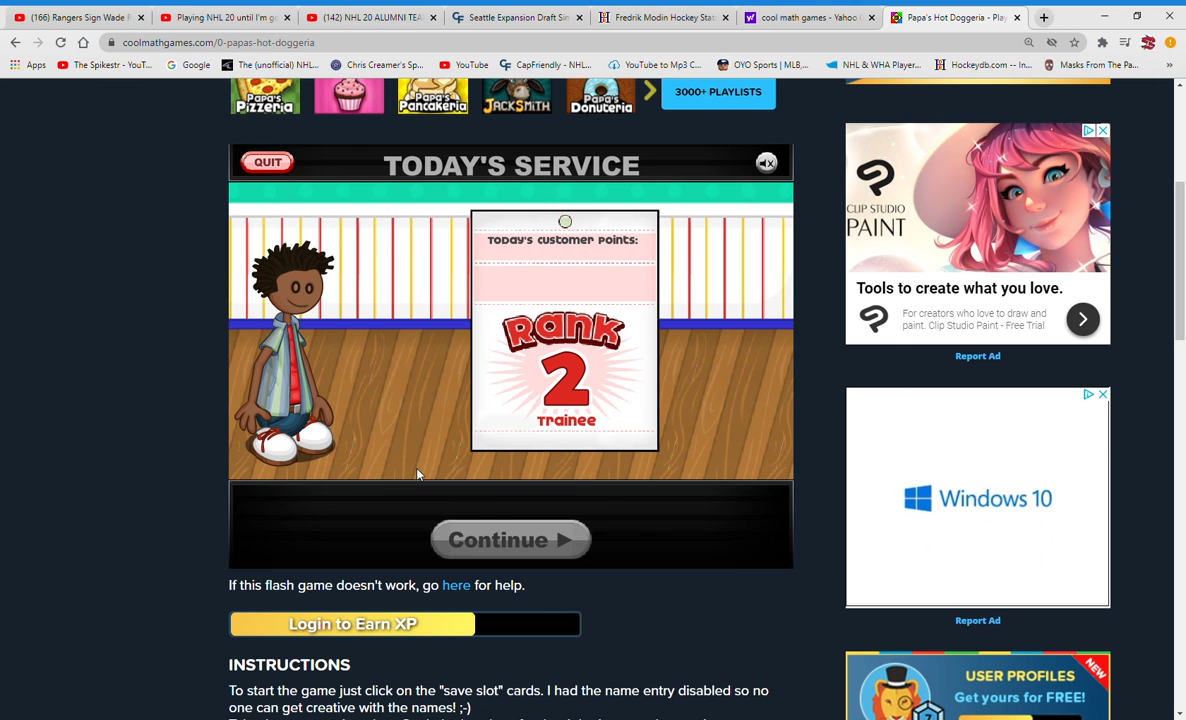 (166) Rangers Sign Wade R
Playing NHL 20 until I'm g
(142) NHL 20 ALUMNI TEA
Seattle Expansion Draft Sim
Fredrik Modin Hockey Stat
cool math games - Yahoo
Papa's Hot Doggeria - Play
coolmathgames.com/0-papas-hot-doggeria
Apps
The Spikestr - YouT...
Google
The (unofficial) NHL...
Chris Creamer's Sp...
YouTube
CapFriendly - NHL...
YouTube to Mp3 C...
OYO Sports | MLB,...
NHL & WHA Player...
Hockeydb.com -- In...
Masks From The Pa...
»
Papa's Pizzeria
Papa's Pancakeria
JACKSMITH
Papa's Donuteria
3000+ PLAYLISTS
QUIT
TODAY'S SERVICE
Today's customer points:
Rank
2
Trainee
Continue
If this flash game doesn't work, go here for help.
Login to Earn XP
INSTRUCTIONS
To start the game just click on the "save slot" cards. I had the name entry disabled so no
one can get creative with the names! ;-)
CLIP STUDIO
PAINT
Tools to create what you love.
For creators who love to draw and
paint. Clip Studio Paint - Free Trial
Report Ad
Windows 10
Report Ad
NEW
USER PROFILES
Get yours for FREE!